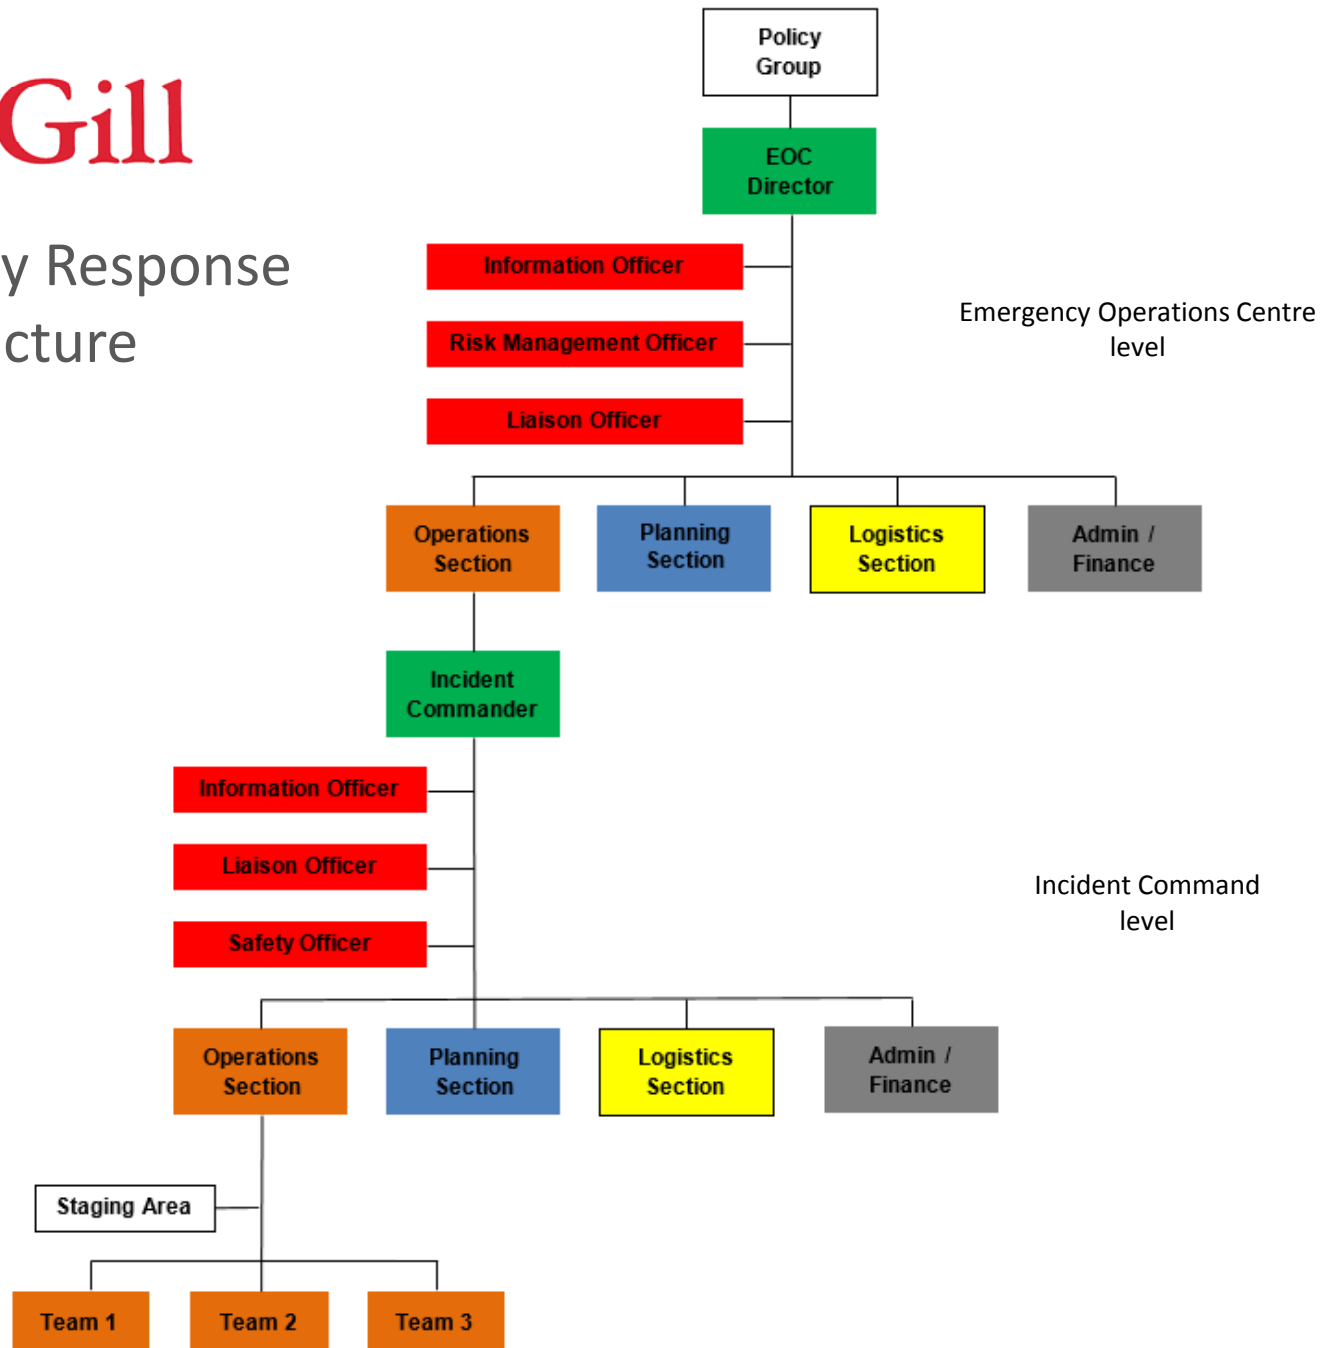 Policy
Group
Gill
EOC
Director
y Response
cture
Information Officer
Risk Management Officer
Liaison Officer
Emergency Operations Centre
level
Operations
Section
Planning
Section
Logistics
Section
Admin /
Finance
Incident
Commander
Information Officer
Liaison Officer
Safety Officer
Incident Command
level
Operations
Section
Planning
Section
Logistics
Section
Admin /
Finance
Staging Area
Team 1
Team 2
Team 3